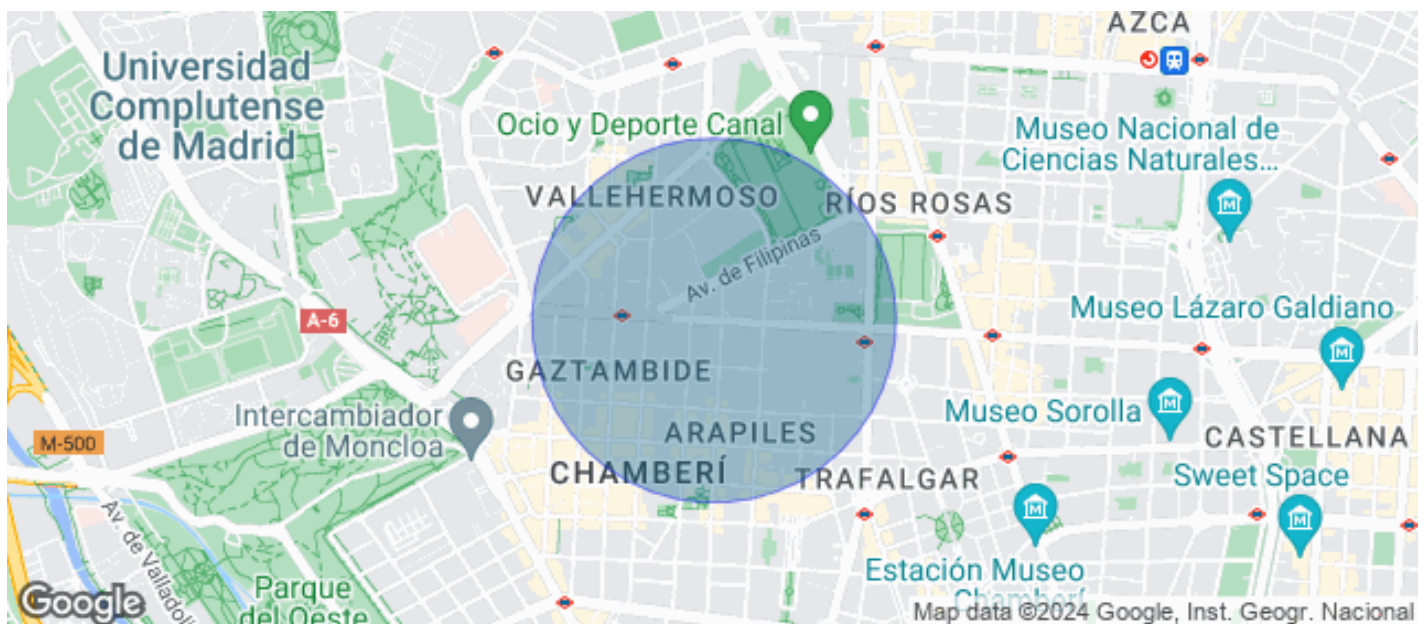 AZCA
Universidad
Complutense
de Madrid
Ocio y Deporte Canal
Museo Nacional de
Ciencias Naturales...
VALLEHERMOSO
RÍOS ROSAS
Av. de Filipinas
A-6
Museo Lázaro Galdiano
GAZTAMBIDE
Intercambiador
de Moncloa
Museo Sorolla
M-500
ARAPILES
CASTELLANA
CHAMBERÍ
TRAFALGAR
Sweet Space
Av. de Valladoli
Estación Museo
Chamberí
Parque
del Oeste
Google
Map data ©2024 Google, Inst. Geogr. Nacional